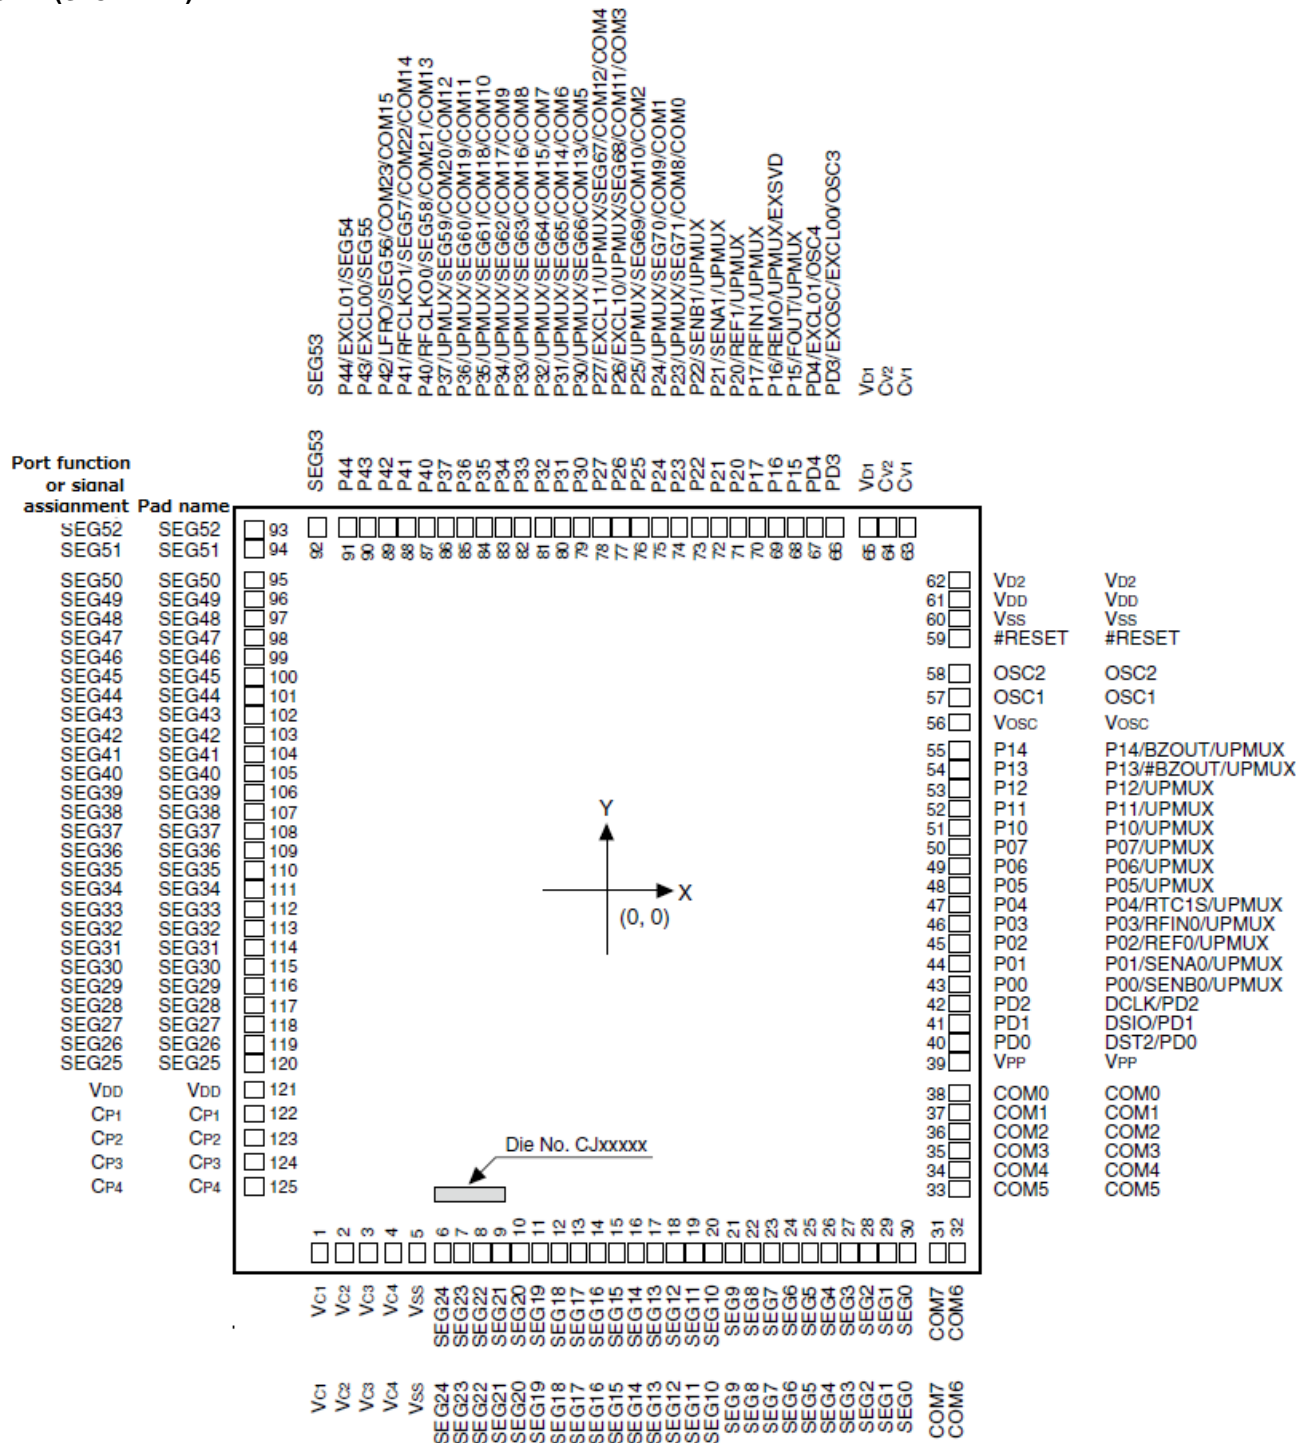 SEG53
P44/EXCL01/SEG54
P43/EXCL00/SEG55
P42/LFRO/SEG56/COM23/COM15
P41/RFCLKO1/SEG57/COM22/COM14
P40/RFCLKO0/SEG58/COM21/COM13
P37/UPMUX/SEG59/COM20/COM12
P36/UPMUX/SEG60/COM19/COM11
P35/UPMUX/SEG61/COM18/COM10
P34/UPMUX/SEG62/COM17/COM9
P33/UPMUX/SEG63/COM16/COM8
P32/UPMUX/SEG64/COM15/COM7
P31/UPMUX/SEG65/COM14/COM6
P30/UPMUX/SEG66/COM13/COM5
P27/EXCL11/UPMUX/SEG67/COM12/COM4
P26/EXCL10/UPMUX/SEG68/COM11/COM3
P25/UPMUX/SEG69/COM10/COM2
P24/UPMUX/SEG70/COM9/COM1
P23/UPMUX/SEG71/COM8/COM0
P22/SENB1/UPMUX
P21/SENA1/UPMUX
P20/REF1/UPMUX
P17/RFIN1/UPMUX
P16/REMO/UPMUX/EXSVD
P15/FOUT/UPMUX
PD4/EXCL01/OSC4
PD3/EXOSC/EXCL00/OSC3
VD1
CV2
CV1
SEG53 P44 P43 P42 P41 P40 P37 P36 P35 P34 P33 P32 P31 P30 P27 P26 P25 P24 P23 P22 P21 P20 P17 P16 P15 PD4 PD3 VD1 CV2 CV1
Port function
or signal
assignment Pad name
92 91 90 89 88 87 86 85 84 83 82 81 80 79 78 77 76 75 74 73 72 71 70 69 68 67 66 65 64 63
SEG52 SEG52 93
SEG51 SEG51 94
SEG50 SEG50 95
SEG49 SEG49 96
SEG48 SEG48 97
SEG47 SEG47 98
SEG46 SEG46 99
SEG45 SEG45 100
SEG44 SEG44 101
SEG43 SEG43 102
SEG42 SEG42 103
SEG41 SEG41 104
SEG40 SEG40 105
SEG39 SEG39 106
SEG38 SEG38 107
SEG37 SEG37 108
SEG36 SEG36 109
SEG35 SEG35 110
SEG34 SEG34 111
SEG33 SEG33 112
SEG32 SEG32 113
SEG31 SEG31 114
SEG30 SEG30 115
SEG29 SEG29 116
SEG28 SEG28 117
SEG27 SEG27 118
SEG26 SEG26 119
SEG25 SEG25 120
VDD VDD 121
CP1 CP1 122
CP2 CP2 123
CP3 CP3 124
CP4 CP4 125
Y
X
(0, 0)
Die No. CJxxxxx
62 VD2 VD2
61 VDD VDD
60 VSS VSS
59 #RESET #RESET
58 OSC2 OSC2
57 OSC1 OSC1
56 VOSC VOSC
55 P14 P14/BZOUT/UPMUX
54 P13 P13/#BZOUT/UPMUX
53 P12 P12/UPMUX
52 P11 P11/UPMUX
51 P10 P10/UPMUX
50 P07 P07/UPMUX
49 P06 P06/UPMUX
48 P05 P05/UPMUX
47 P04 P04/RTC1S/UPMUX
46 P03 P03/RFIN0/UPMUX
45 P02 P02/REF0/UPMUX
44 P01 P01/SENA0/UPMUX
43 P00 P00/SENB0/UPMUX
42 PD2 DCLK/PD2
41 PD1 DSIO/PD1
40 PD0 DST2/PD0
39 VPP VPP
38 COM0 COM0
37 COM1 COM1
36 COM2 COM2
35 COM3 COM3
34 COM4 COM4
33 COM5 COM5
1 2 3 4 5 6 7 8 9 10 11 12 13 14 15 16 17 18 19 20 21 22 23 24 25 26 27 28 29 30 31 32
VC1 VC2 VC3 VC4 VSS SEG24 SEG23 SEG22 SEG21 SEG20 SEG19 SEG18 SEG17 SEG16 SEG15 SEG14 SEG13 SEG12 SEG11 SEG10 SEG9 SEG8 SEG7 SEG6 SEG5 SEG4 SEG3 SEG2 SEG1 SEG0 COM7 COM6
VC1 VC2 VC3 VC4 VSS SEG24 SEG23 SEG22 SEG21 SEG20 SEG19 SEG18 SEG17 SEG16 SEG15 SEG14 SEG13 SEG12 SEG11 SEG10 SEG9 SEG8 SEG7 SEG6 SEG5 SEG4 SEG3 SEG2 SEG1 SEG0 COM7 COM6